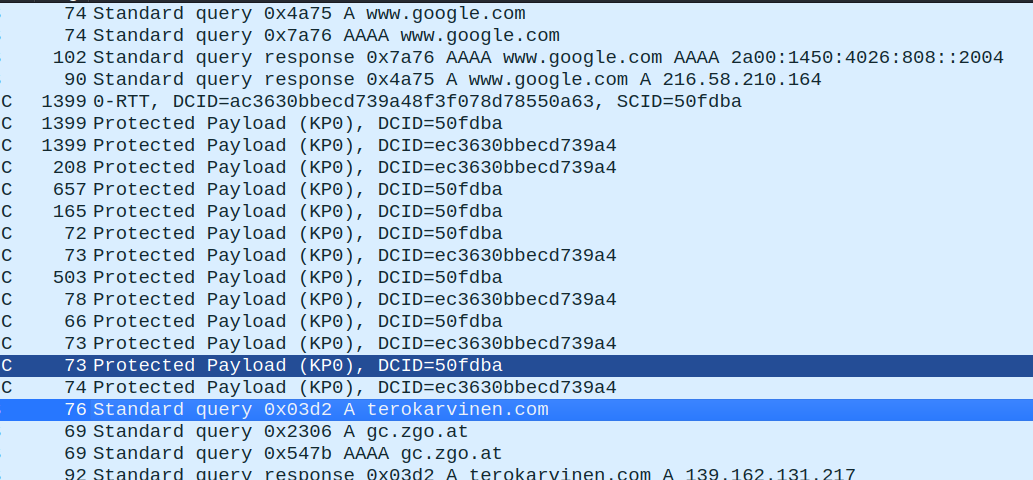 74 Standard query 0x4a75 A www.google.com
74 Standard query 0x7a76 AAAA www.google.com
102 Standard query response 0x7a76 AAAA www.google.com AAAA 2a00:1450:4026:808::2004
90 Standard query response 0x4a75 A www.google.com A 216.58.210.164
C 1399 0-RTT, DCID=ac3630bbecd739a48f3f078d78550a63, SCID=50fdba
C 1399 Protected Payload (KP0), DCID=50fdba
C 1399 Protected Payload (KP0), DCID=ec3630bbecd739a4
C 208 Protected Payload (KP0), DCID=ec3630bbecd739a4
C 657 Protected Payload (KP0), DCID=50fdba
C 165 Protected Payload (KP0), DCID=50fdba
C 72 Protected Payload (KP0), DCID=50fdba
C 73 Protected Payload (KP0), DCID=ec3630bbecd739a4
C 503 Protected Payload (KP0), DCID=50fdba
C 78 Protected Payload (KP0), DCID=ec3630bbecd739a4
C 66 Protected Payload (KP0), DCID=50fdba
C 73 Protected Payload (KP0), DCID=ec3630bbecd739a4
C 73 Protected Payload (KP0), DCID=50fdba
C 74 Protected Payload (KP0), DCID=ec3630bbecd739a4
76 Standard query 0x03d2 A terokarvinen.com
69 Standard query 0x2306 A gc.zgo.at
69 Standard query 0x547b AAAA gc.zgo.at
92 Standard query response 0x03d2 A terokarvinen.com A 139.162.131.217